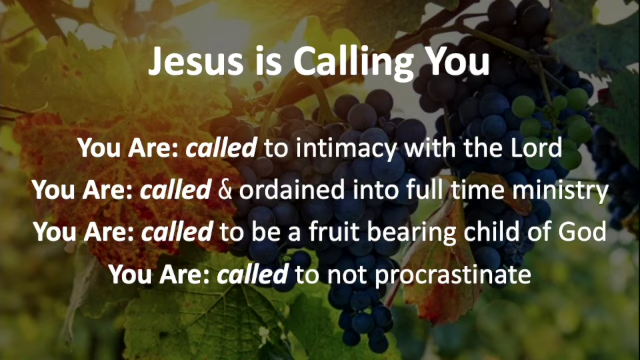 Jesus is Calling You
You Are: called to intimacy with the Lord
You Are: called & ordained into full time ministry
You Are: called to be a fruit bearing child of God
You Are: called to not procrastinate